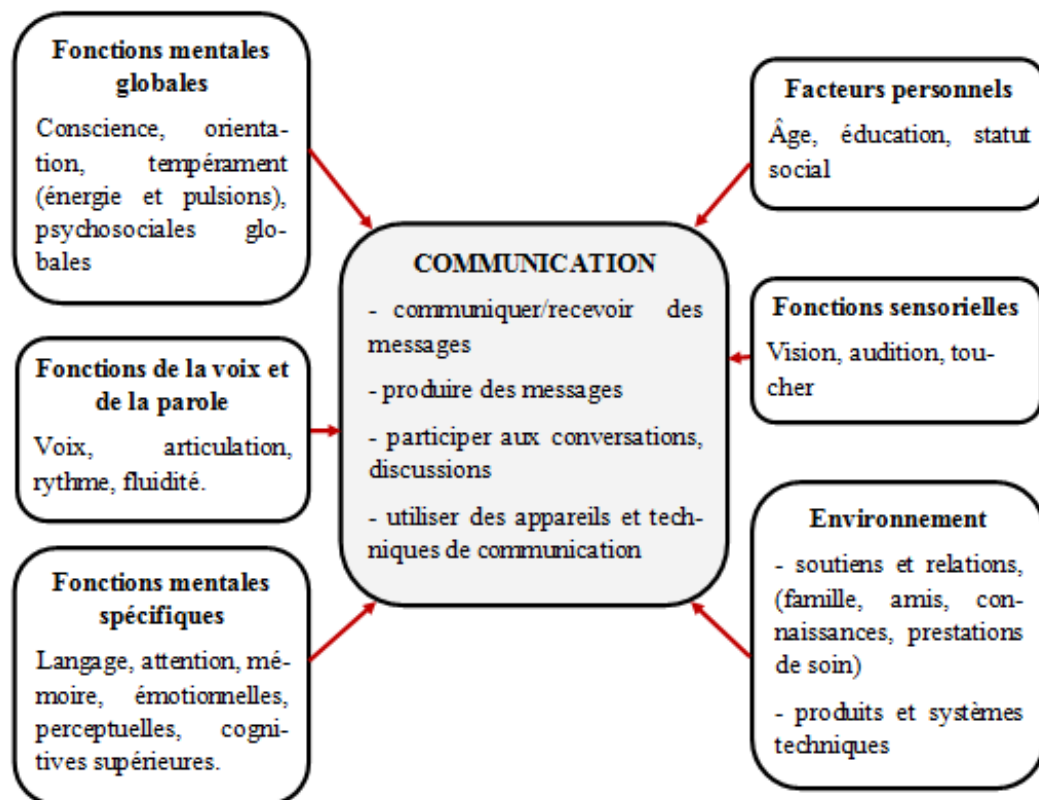 Fonctions mentales
globales
Conscience, orienta-
tion, tempérament
(énergie et pulsions),
psychosociales glo-
bales
Fonctions de la voix et
de la parole
Voix, articulation,
rythme, fluidité.
Fonctions mentales
spécifiques
Langage, attention, mé-
moire, émotionnelles,
perceptuelles, cogni-
tives supérieures.
COMMUNICATION
- communiquer/recevoir des
messages
- produire des messages
- participer aux conversations,
discussions
- utiliser des appareils et tech-
niques de communication
Facteurs personnels
Âge, éducation, statut
social
Fonctions sensorielles
Vision, audition, tou-
cher
Environnement
- soutiens et relations,
(famille, amis, con-
naissances, prestations
de soin)
- produits et systèmes
techniques